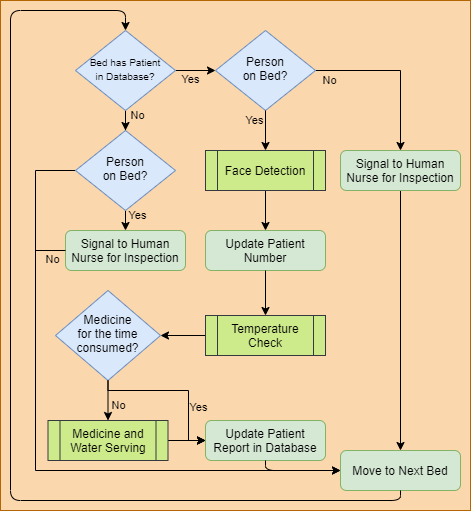 Bed has Patient
in Database?
Yes
Person
on Bed?
No
No
Yes
Person
on Bed?
Face Detection
Signal to Human
Nurse for Inspection
Yes
Signal to Human
Nurse for Inspection
No
Update Patient
Number
Medicine
for the time
consumed?
Temperature
Check
No
Yes
Medicine and
Water Serving
Update Patient
Report in Database
Move to Next Bed